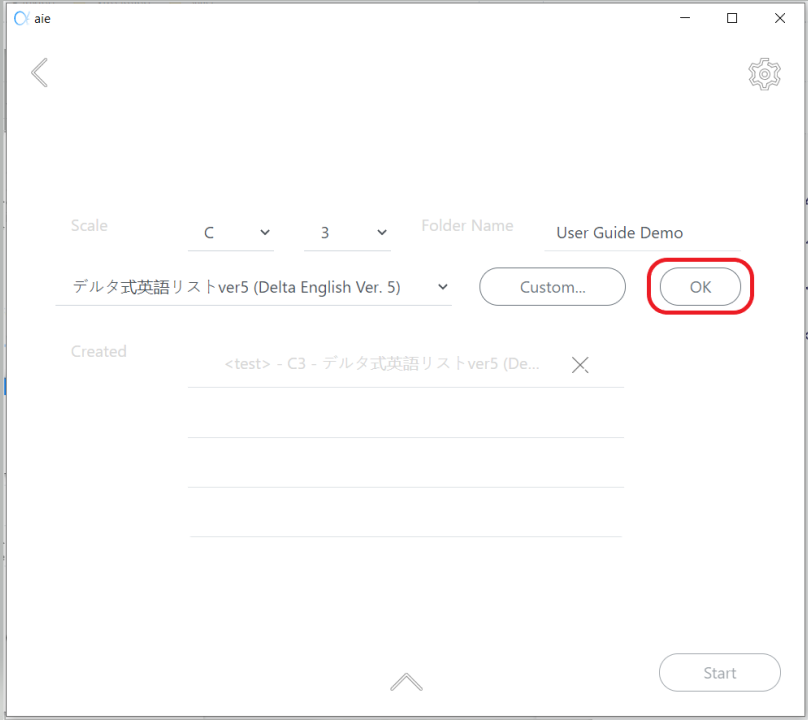 aie
Scale C 3 Folder Name User Guide Demo
デルタ式英語リストver5 (Delta English Ver. 5) Custom... OK
Created <test> - C3 - デルタ式英語リストver5 (De...
Start